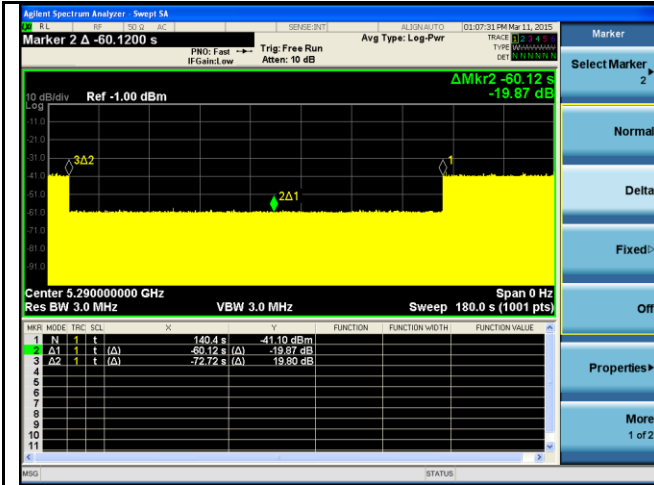 Agilent Spectrum Analyzer - Swept SA
RL RF 50 Ω AC SENSE:INT ALIGNAUTO 01:07:31 PM Mar 11, 2015
Marker 2 Δ -60.1200 s
PNO: Fast
IFGain:Low
Trig: Free Run
Atten: 10 dB
Avg Type: Log-Pwr
TRACE 1 2 3 4 5 6
TYPE
DET N N N N N N
ΔMkr2 -60.12 s
-19.87 dB
10 dB/div Ref -1.00 dBm
Log
-11.0
-21.0
-31.0
-41.0
-51.0
-61.0
-71.0
-81.0
-91.0
3Δ2
2Δ1
1
Center 5.290000000 GHz Span 0 Hz
Res BW 3.0 MHz VBW 3.0 MHz Sweep 180.0 s (1001 pts)
MKR MODE TRC SCL X Y FUNCTION FUNCTION WIDTH FUNCTION VALUE
1 N 1 t 140.4 s -41.10 dBm
2 Δ1 1 t (Δ) -60.12 s (Δ) -19.87 dB
3 Δ2 1 t (Δ) -72.72 s (Δ) 19.80 dB
4
5
6
7
8
9
10
11
MSG STATUS
Marker
Select Marker
2
Normal
Delta
Fixed
Off
Properties
More
1 of 2